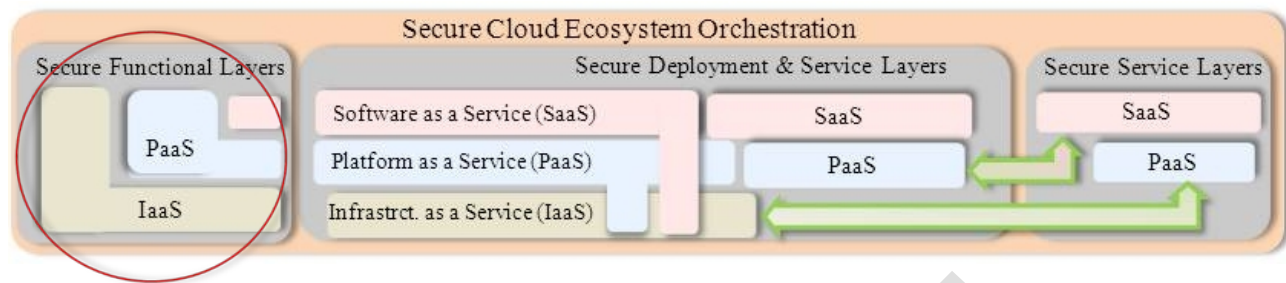 Secure Cloud Ecosystem Orchestration
Secure Functional Layers
PaaS
IaaS
Secure Deployment & Service Layers
Software as a Service (SaaS)
SaaS
Platform as a Service (PaaS)
PaaS
Infrastrct. as a Service (IaaS)
Secure Service Layers
SaaS
PaaS